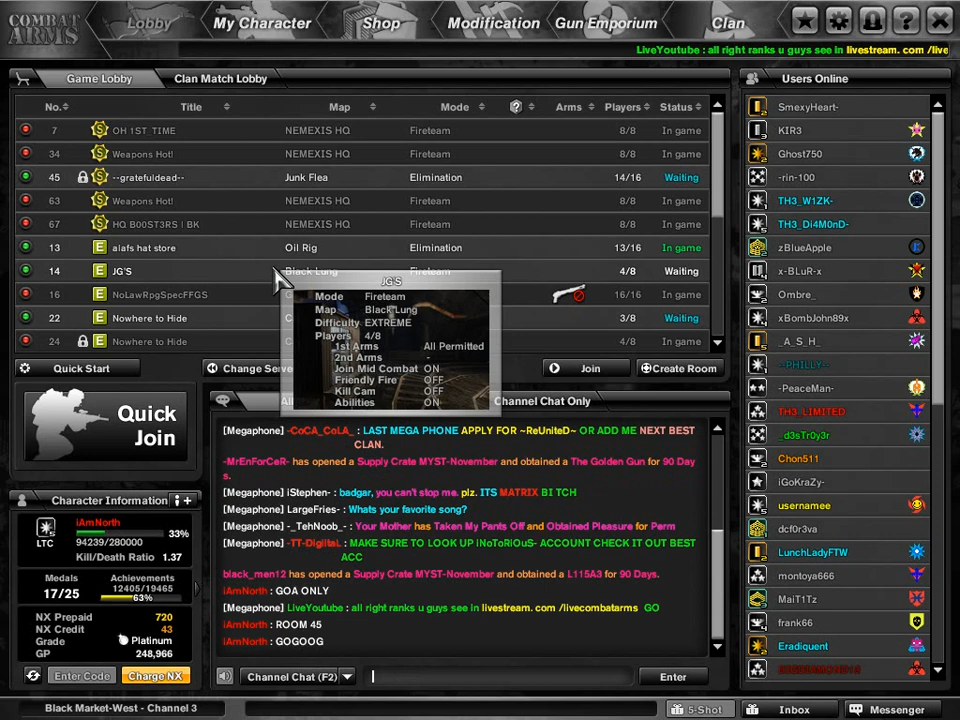 COMBAT ARMS
Lobby
My Character
Shop
Modification
Gun Emporium
Clan
LiveYoutube : all right ranks u guys see in livestream. com /live
Game Lobby
Clan Match Lobby
No. Title Map Mode Arms Players Status
7 OH 1ST_TIME NEMEXIS HQ Fireteam 8/8 In game
34 Weapons Hot! NEMEXIS HQ Fireteam 8/8 In game
45 --gratefuldead-- Junk Flea Elimination 14/16 Waiting
63 Weapons Hot! NEMEXIS HQ Fireteam 8/8 In game
67 HQ B00ST3RS | BK NEMEXIS HQ Fireteam 8/8 In game
13 alafs hat store Oil Rig Elimination 13/16 In game
14 JG'S Black Lung Fireteam 4/8 Waiting
16 NoLawRpgSpecFFGS 16/16 In game
22 Nowhere to Hide 3/8 Waiting
24 Nowhere to Hide 4/8 In game
JG'S
Mode Fireteam
Map Black Lung
Difficulty EXTREME
Players 4/8
1st Arms All Permitted
2nd Arms -
Join Mid Combat ON
Friendly Fire OFF
Kill Cam OFF
Abilities ON
Quick Start
Change Serve
Join
Create Room
Quick Join
Channel Chat Only
[Megaphone] -CoCA_CoLA_ : LAST MEGA PHONE APPLY FOR ~ReUniteD~ OR ADD ME NEXT BEST
CLAN.
-MrEnForCeR- has opened a Supply Crate MYST-November and obtained a The Golden Gun for 90 Day
s.
[Megaphone] iStephen- : badgar, you can't stop me. plz. ITS MATRIX BI TCH
[Megaphone] LargeFries- : Whats your favorite song?
[Megaphone] -_TehNoob_- : Your Mother has Taken My Pants Off and Obtained Pleasure for Perm
[Megaphone] -TT-DigiltaL : MAKE SURE TO LOOK UP iNoToRiOuS- ACCOUNT CHECK IT OUT BEST
ACC
black_men12 has opened a Supply Crate MYST-November and obtained a L115A3 for 90 Days.
iAmNorth : GOA ONLY
[Megaphone] LiveYoutube : all right ranks u guys see in livestream. com /livecombatarms GO
iAmNorth : ROOM 45
iAmNorth : GOGOOG
Channel Chat (F2)
Enter
Character Information
iAmNorth
33%
LTC 94239/280000
Kill/Death Ratio 1.37
Medals Achievements
17/25 12405/19465
63%
NX Prepaid 720
NX Credit 43
Grade Platinum
GP 248,966
Enter Code
Charge NX
Users Online
SmexyHeart-
KIR3
Ghost750
-rin-100
TH3_W1ZK-
TH3_Di4M0nD-
zBlueApple
x-BLuR-x
Ombre_
xBombJohn89x
_A_S_H_
--PHILLY--
-PeaceMan-
TH3_LIMITED
_d3sTr0y3r
Chon511
iGoKraZy-
usernamee
dcf0r3va
LunchLadyFTW
montoya666
MaiT1Tz
frank66
Eradiquent
Black Market-West - Channel 3
5-Shot
Inbox
Messenger